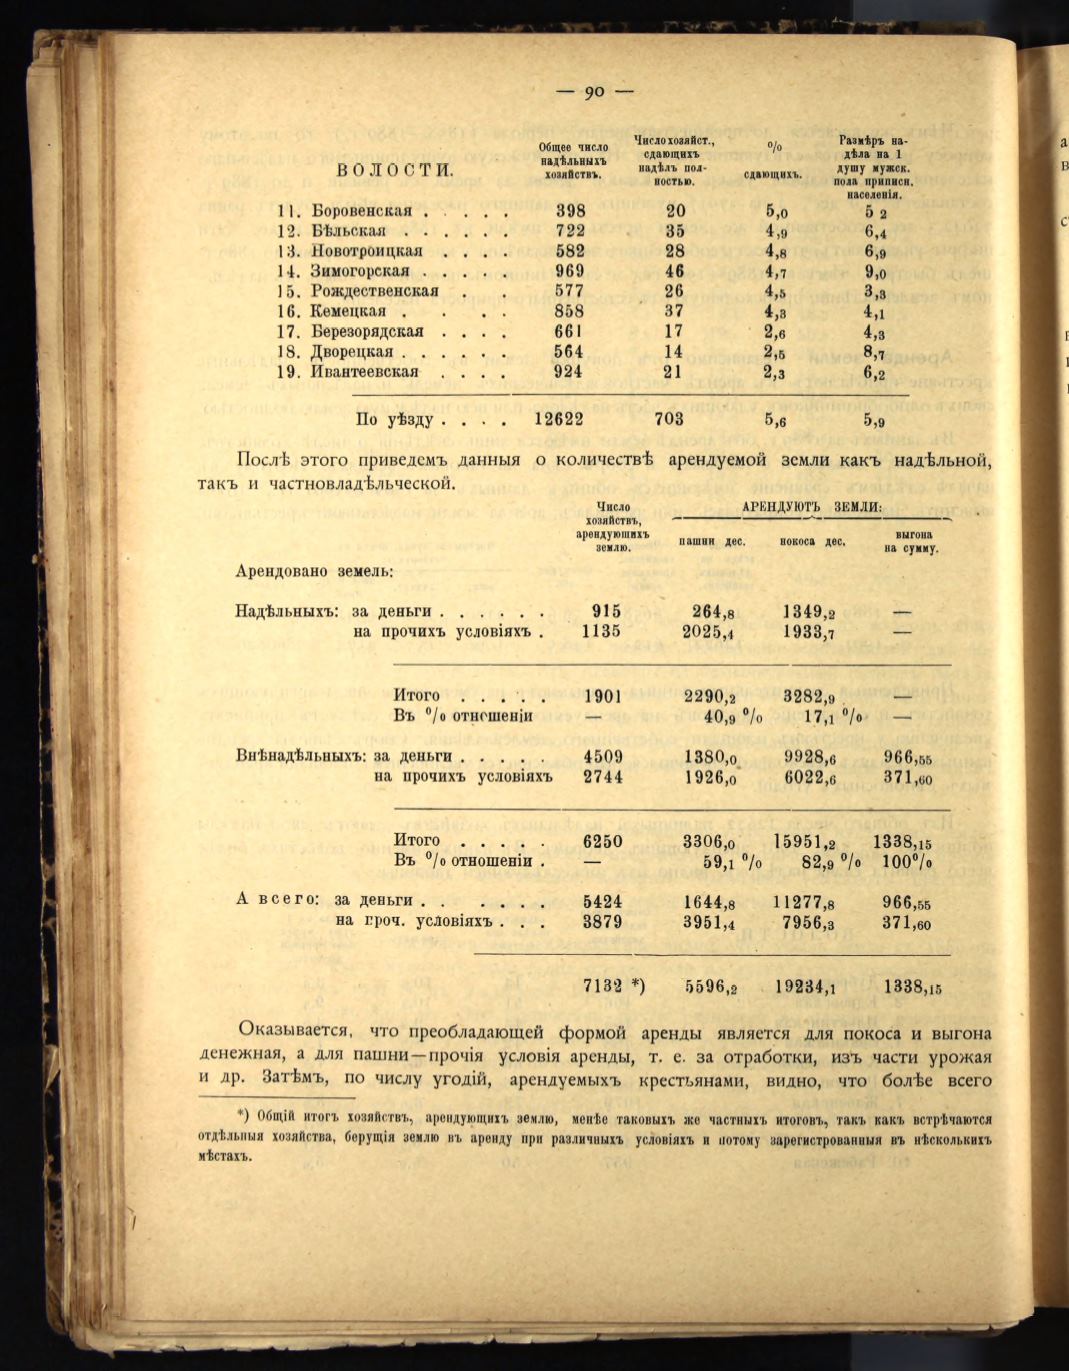 — 90 —
ВОЛОСТИ. Общее число надѣльныхъ хозяйствъ. Число хозяйст., сдающихъ надѣлъ полностью. % сдающихъ. Размѣръ на-дѣла на 1 душу мужск. пола приписн. населенія.
11. Боровенская . . . . . 398 20 5,0 5 2
12. Бѣльская . . . . . . 722 35 4,9 6,4
13. Новотроицкая . . . . 582 28 4,8 6,9
14. Зимогорская . . . . . 969 46 4,7 9,0
15. Рождественская . . . 577 26 4,5 3,3
16. Кемецкая . . . . 858 37 4,3 4,1
17. Березорядская . . . . 661 17 2,6 4,3
18. Дворецкая . . . . . . 564 14 2,5 8,7
19. Ивантеевская . . . . 924 21 2,3 6,2
По уѣзду . . . . 12622 703 5,6 5,9
Послѣ этого приведемъ данныя о количествѣ арендуемой земли какъ надѣльной,
такъ и частновладѣльческой.
Число хозяйствъ, арендующихъ землю. АРЕНДУЮТЪ ЗЕМЛИ:
пашни дес. покоса дес. выгона на сумму.
Арендовано земель:
Надѣльныхъ: за деньги . . . . . . 915 264,8 1349,2 —
на прочихъ условіяхъ . 1135 2025,4 1933,7 —
Итого . . . . . 1901 2290,2 3282,9 —
Въ % отношеніи — 40,9 % 17,1 % —
Внѣнадѣльныхъ: за деньги . . . . . 4509 1380,0 9928,6 966,55
на прочихъ условіяхъ 2744 1926,0 6022,6 371,60
Итого . . . . . 6250 3306,0 15951,2 1338,15
Въ % отношеніи . — 59,1 % 82,9 % 100%
А всего: за деньги . . . . . . 5424 1644,8 11277,8 966,55
на проч. условіяхъ . . . 3879 3951,4 7956,3 371,60
7132 *) 5596,2 19234,1 1338,15
Оказывается, что преобладающей формой аренды является для покоса и выгона
денежная, а для пашни—прочія условія аренды, т. е. за отработки, изъ части урожая
и др. Затѣмъ, по числу угодій, арендуемыхъ крестьянами, видно, что болѣе всего
*) Общій итогъ хозяйствъ, арендующихъ землю, менѣе таковыхъ же частныхъ итоговъ, такъ какъ встрѣчаются
отдѣльныя хозяйства, берущія землю въ аренду при различныхъ условіяхъ и потому зарегистрованныя въ нѣсколькихъ
мѣстахъ.